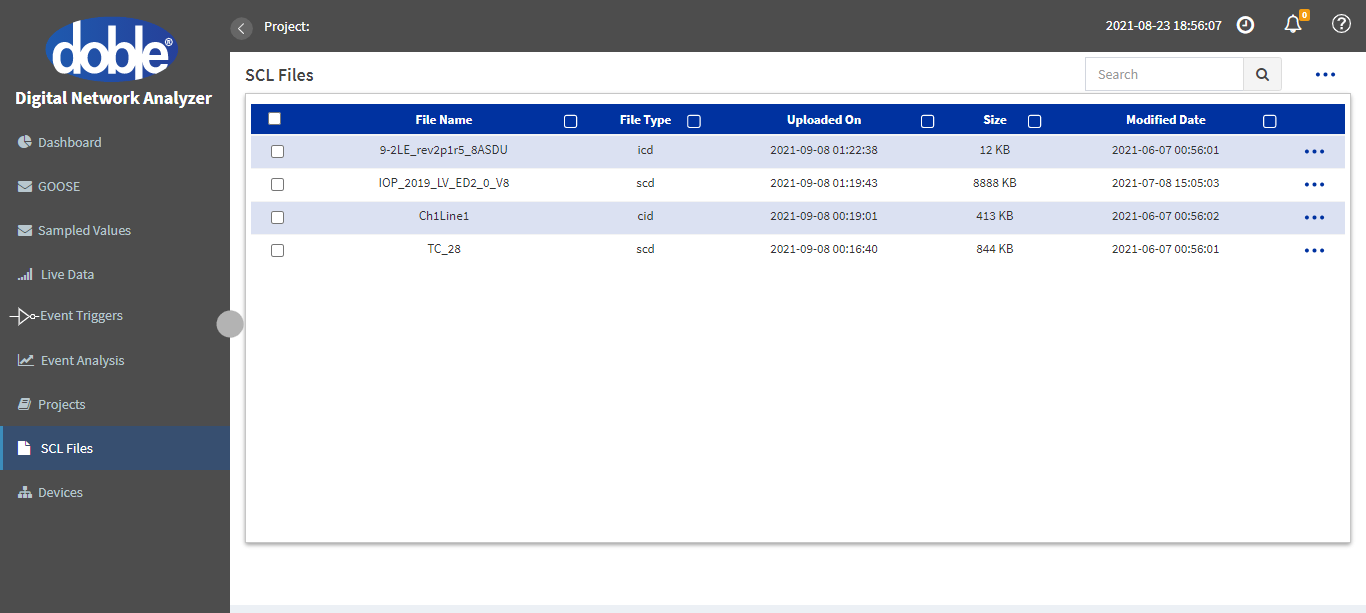 doble®
Digital Network Analyzer
Dashboard
GOOSE
Sampled Values
Live Data
Event Triggers
Event Analysis
Projects
SCL Files
Devices
Project:
2021-08-23 18:56:07
0
?
SCL Files
Search
File Name File Type Uploaded On Size Modified Date
9-2LE_rev2p1r5_8ASDU icd 2021-09-08 01:22:38 12 KB 2021-06-07 00:56:01
IOP_2019_LV_ED2_0_V8 scd 2021-09-08 01:19:43 8888 KB 2021-07-08 15:05:03
Ch1Line1 cid 2021-09-08 00:19:01 413 KB 2021-06-07 00:56:02
TC_28 scd 2021-09-08 00:16:40 844 KB 2021-06-07 00:56:01